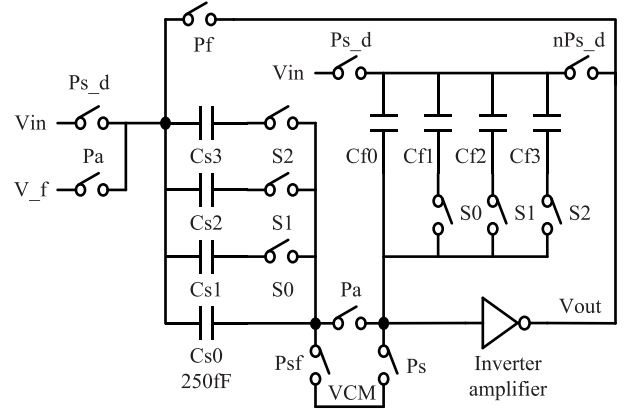 Pf
Ps_d
nPs_d
Vin
Ps_d
Vin
Pa
V_f
Cs3
S2
Cf0
Cf1
Cf2
Cf3
Cs2
S1
S0
S1
S2
Cs1
S0
Pa
Vout
Cs0
250fF
Psf
VCM
Ps
Inverter
amplifier